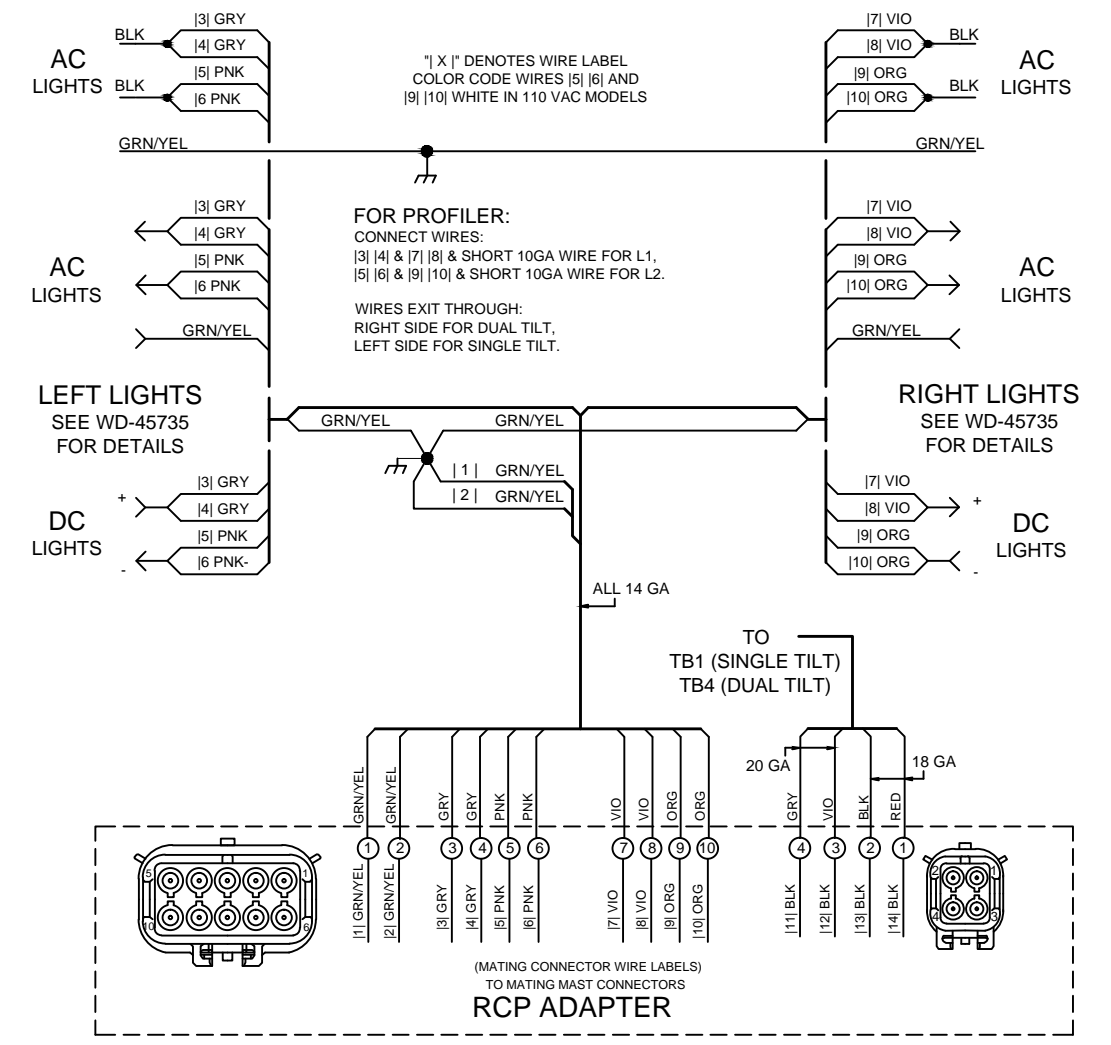 |3| GRY
BLK
|4| GRY
AC
LIGHTS
|5| PNK
BLK
|6 PNK
"| X |" DENOTES WIRE LABEL
COLOR CODE WIRES |5| |6| AND
|9| |10| WHITE IN 110 VAC MODELS
|7| VIO
BLK
|8| VIO
AC
LIGHTS
|9| ORG
BLK
|10| ORG
GRN/YEL
GRN/YEL
|3| GRY
|4| GRY
AC
LIGHTS
|5| PNK
|6 PNK
GRN/YEL
FOR PROFILER:
CONNECT WIRES:
|3| |4| & |7| |8| & SHORT 10GA WIRE FOR L1,
|5| |6| & |9| |10| & SHORT 10GA WIRE FOR L2.
WIRES EXIT THROUGH:
RIGHT SIDE FOR DUAL TILT,
LEFT SIDE FOR SINGLE TILT.
|7| VIO
|8| VIO
AC
LIGHTS
|9| ORG
|10| ORG
GRN/YEL
LEFT LIGHTS
SEE WD-45735
FOR DETAILS
GRN/YEL
GRN/YEL
RIGHT LIGHTS
SEE WD-45735
FOR DETAILS
| 1 | GRN/YEL
| 2 | GRN/YEL
|3| GRY
+
|4| GRY
DC
LIGHTS
|5| PNK
|6 PNK-
-
|7| VIO
+
|8| VIO
DC
LIGHTS
|9| ORG
|10| ORG
-
ALL 14 GA
TO
TB1 (SINGLE TILT)
TB4 (DUAL TILT)
20 GA
18 GA
GRN/YEL
GRN/YEL
GRY
GRY
PNK
PNK
VIO
VIO
ORG
ORG
GRY
VIO
BLK
RED
1
2
3
4
5
6
7
8
9
10
4
3
2
1
5
1
10
6
|1| GRN/YEL
|2| GRN/YEL
|3| GRY
|4| GRY
|5| PNK
|6| PNK
|7| VIO
|8| VIO
|9| ORG
|10| ORG
|11| BLK
|12| BLK
|13| BLK
|14| BLK
2
1
4
3
(MATING CONNECTOR WIRE LABELS)
TO MATING MAST CONNECTORS
RCP ADAPTER